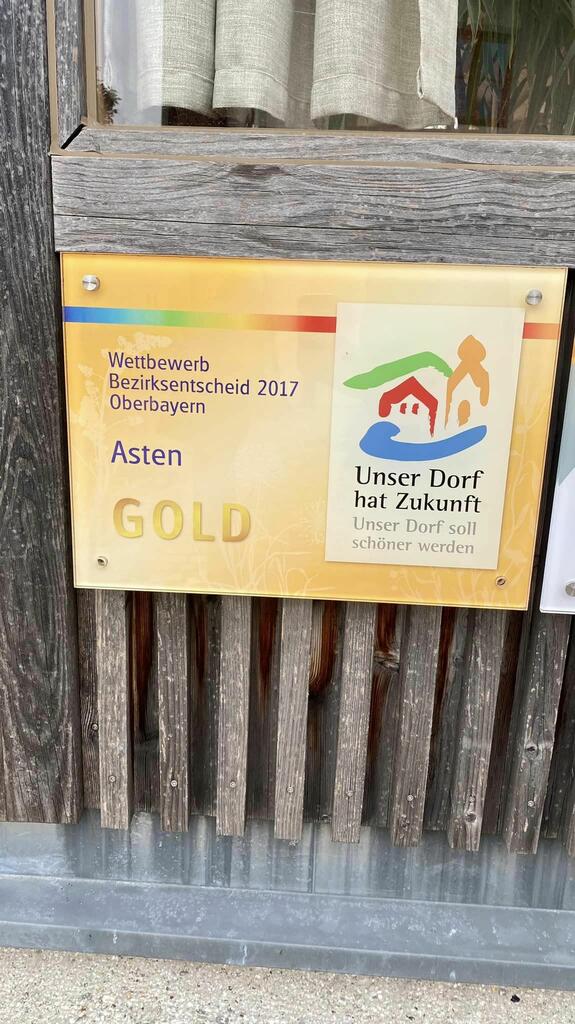 Wettbewerb
Bezirksentscheid 2017
Oberbayern
Asten
GOLD
Unser Dorf
hat Zukunft
Unser Dorf soll
schöner werden